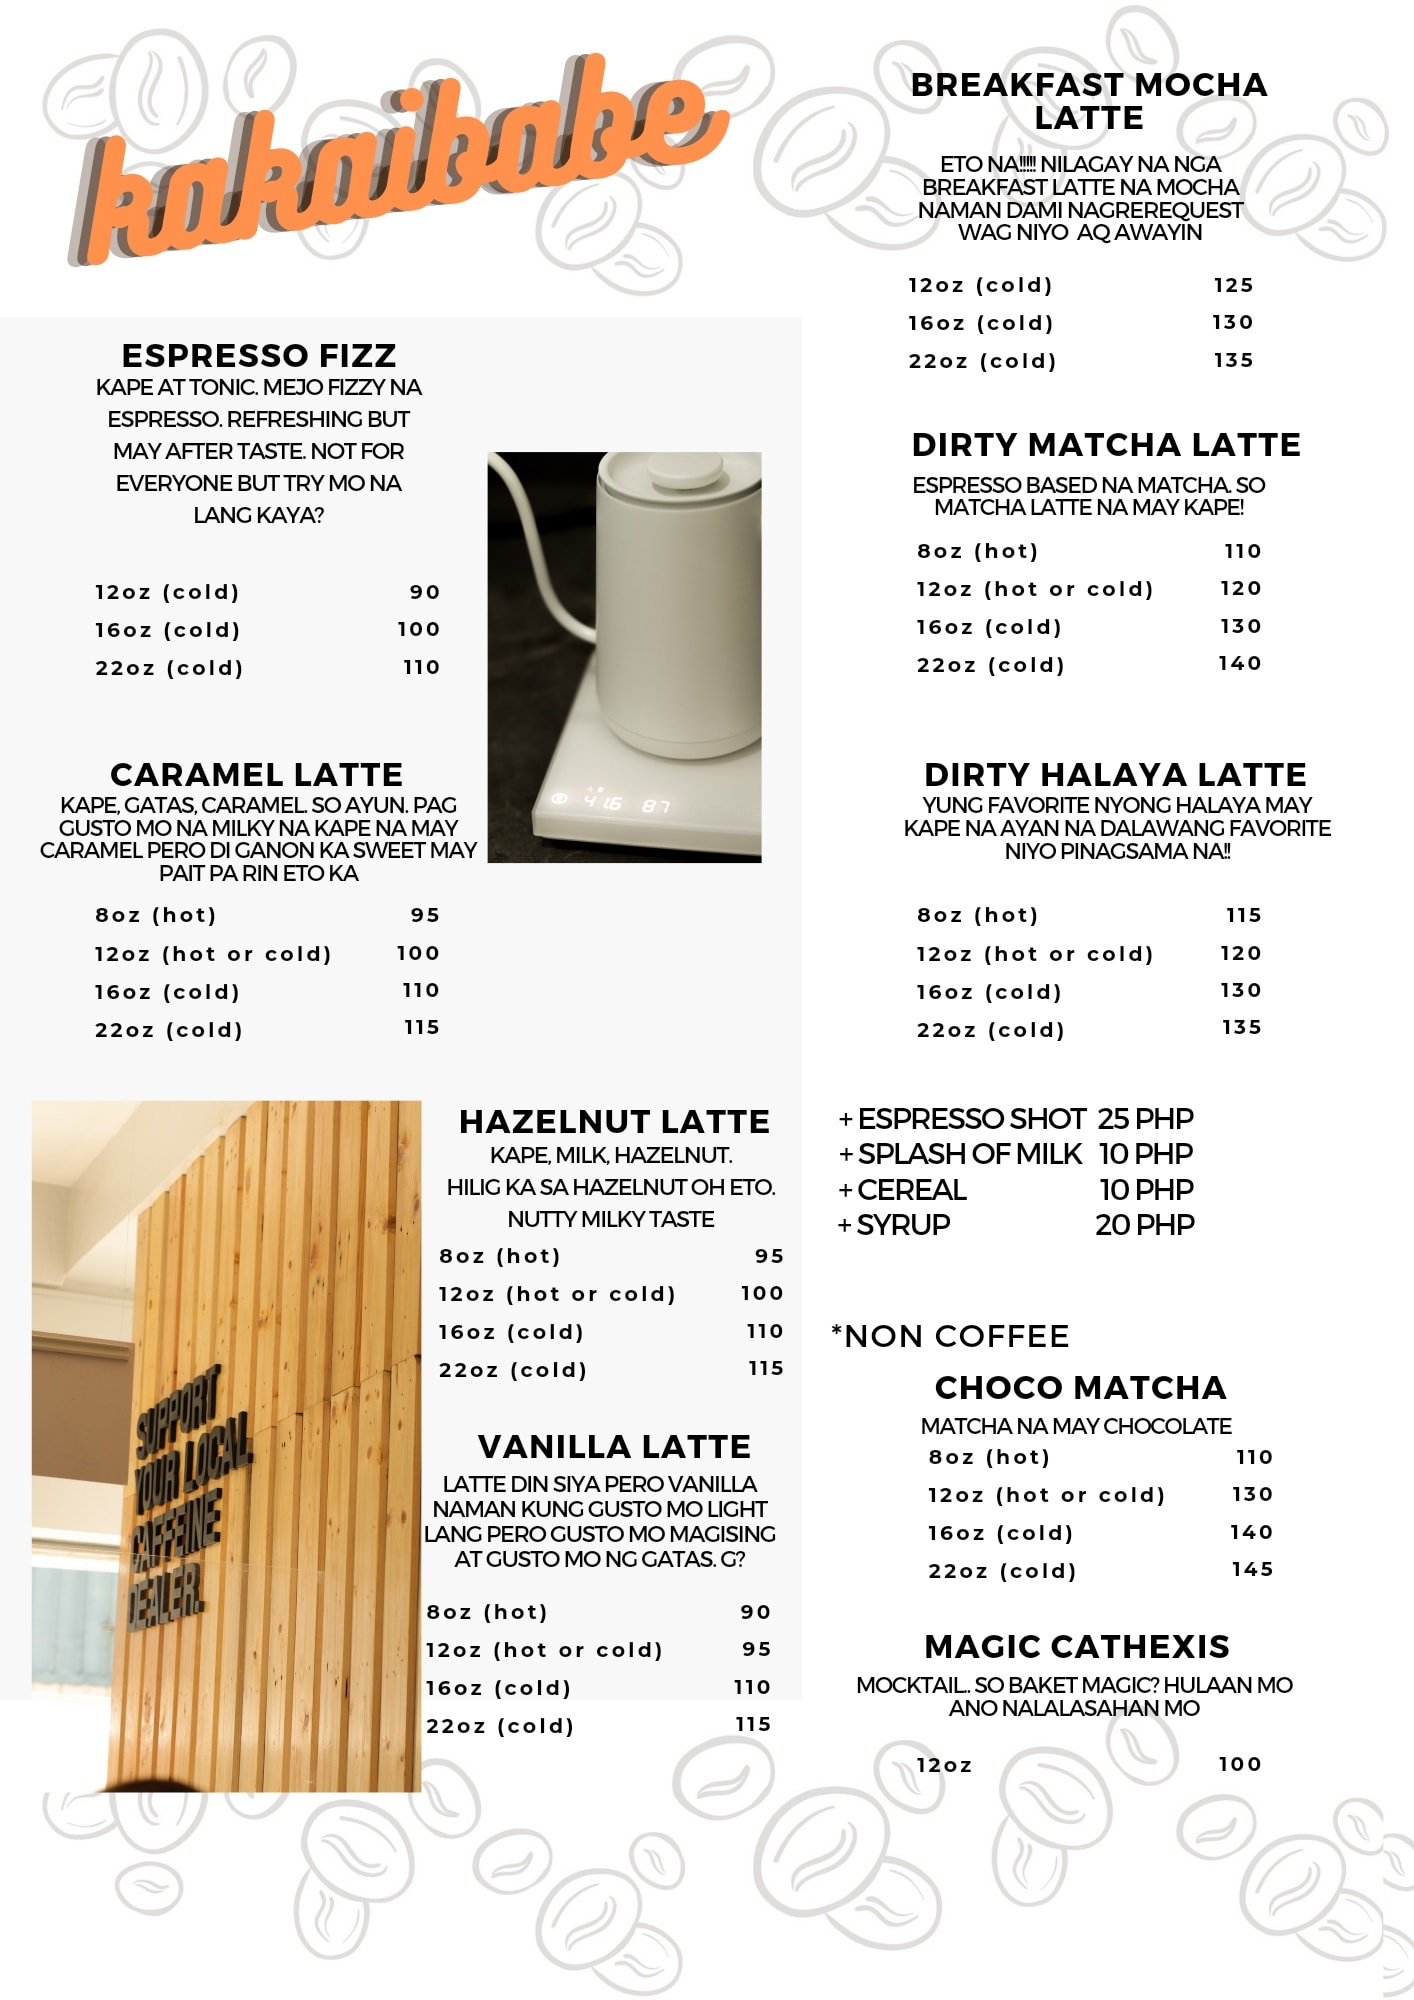 kakaibabe
ESPRESSO FIZZ
KAPE AT TONIC. MEJO FIZZY NA
ESPRESSO. REFRESHING BUT
MAY AFTER TASTE. NOT FOR
EVERYONE BUT TRY MO NA
LANG KAYA?
12oz (cold) 90
16oz (cold) 100
22oz (cold) 110
CARAMEL LATTE
KAPE, GATAS, CARAMEL. SO AYUN. PAG
GUSTO MO NA MILKY NA KAPE NA MAY
CARAMEL PERO DI GANON KA SWEET MAY
PAIT PA RIN ETO KA
8oz (hot) 95
12oz (hot or cold) 100
16oz (cold) 110
22oz (cold) 115
41.6 87
SUPPORT
YOUR LOCAL
CAFFEINE
DEALER.
HAZELNUT LATTE
KAPE, MILK, HAZELNUT.
HILIG KA SA HAZELNUT OH ETO.
NUTTY MILKY TASTE
8oz (hot) 95
12oz (hot or cold) 100
16oz (cold) 110
22oz (cold) 115
VANILLA LATTE
LATTE DIN SIYA PERO VANILLA
NAMAN KUNG GUSTO MO LIGHT
LANG PERO GUSTO MO MAGISING
AT GUSTO MO NG GATAS. G?
8oz (hot) 90
12oz (hot or cold) 95
16oz (cold) 110
22oz (cold) 115
BREAKFAST MOCHA
LATTE
ETO NA!!!!! NILAGAY NA NGA
BREAKFAST LATTE NA MOCHA
NAMAN DAMI NAGREREQUEST
WAG NIYO AQ AWAYIN
12oz (cold) 125
16oz (cold) 130
22oz (cold) 135
DIRTY MATCHA LATTE
ESPRESSO BASED NA MATCHA. SO
MATCHA LATTE NA MAY KAPE!
8oz (hot) 110
12oz (hot or cold) 120
16oz (cold) 130
22oz (cold) 140
DIRTY HALAYA LATTE
YUNG FAVORITE NYONG HALAYA MAY
KAPE NA AYAN NA DALAWANG FAVORITE
NIYO PINAGSAMA NA!!
8oz (hot) 115
12oz (hot or cold) 120
16oz (cold) 130
22oz (cold) 135
+ ESPRESSO SHOT 25 PHP
+ SPLASH OF MILK 10 PHP
+ CEREAL 10 PHP
+ SYRUP 20 PHP
*NON COFFEE
CHOCO MATCHA
MATCHA NA MAY CHOCOLATE
8oz (hot) 110
12oz (hot or cold) 130
16oz (cold) 140
22oz (cold) 145
MAGIC CATHEXIS
MOCKTAIL.. SO BAKET MAGIC? HULAAN MO
ANO NALALASAHAN MO
12oz 100